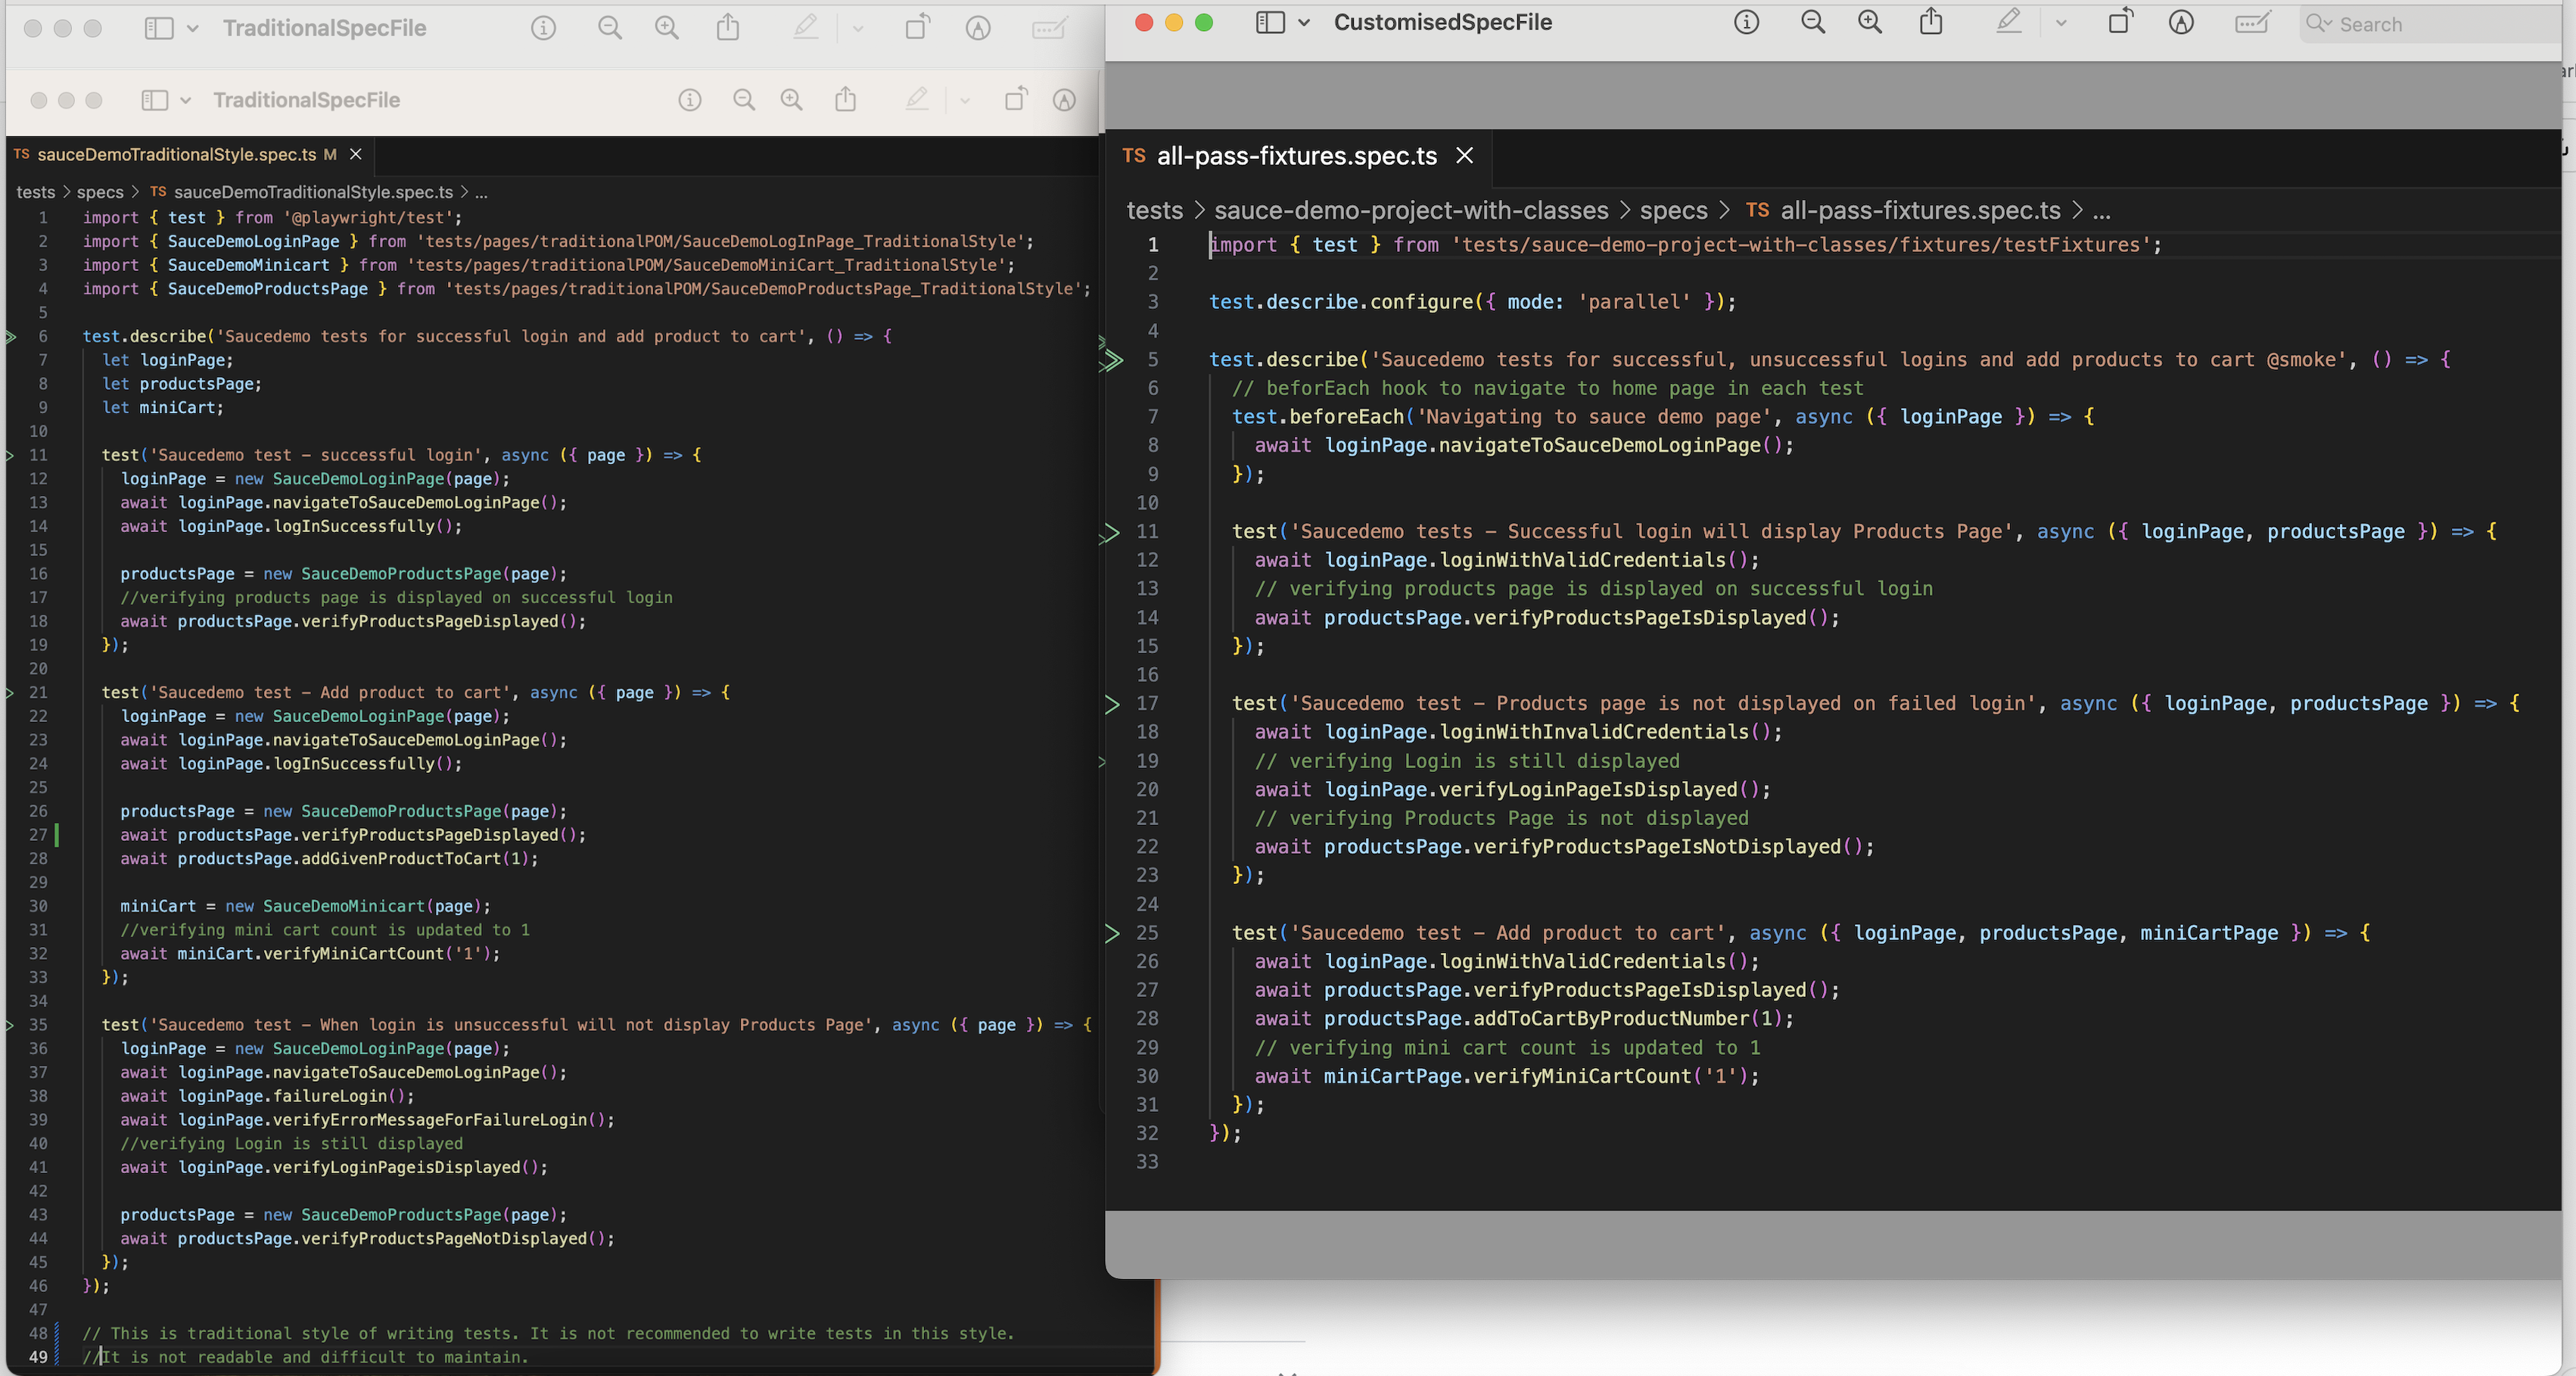 TraditionalSpecFile
TraditionalSpecFile
TS sauceDemoTraditionalStyle.spec.ts M ×
tests > specs > TS sauceDemoTraditionalStyle.spec.ts > ...
1 import { test } from '@playwright/test';
2 import { SauceDemoLoginPage } from 'tests/pages/traditionalPOM/SauceDemoLogInPage_TraditionalStyle';
3 import { SauceDemoMinicart } from 'tests/pages/traditionalPOM/SauceDemoMiniCart_TraditionalStyle';
4 import { SauceDemoProductsPage } from 'tests/pages/traditionalPOM/SauceDemoProductsPage_TraditionalStyle';
5
6 test.describe('Saucedemo tests for successful login and add product to cart', () => {
7 let loginPage;
8 let productsPage;
9 let miniCart;
10
11 test('Saucedemo test – successful login', async ({ page }) => {
12 loginPage = new SauceDemoLoginPage(page);
13 await loginPage.navigateToSauceDemoLoginPage();
14 await loginPage.logInSuccessfully();
15
16 productsPage = new SauceDemoProductsPage(page);
17 //verifying products page is displayed on successful login
18 await productsPage.verifyProductsPageDisplayed();
19 });
20
21 test('Saucedemo test – Add product to cart', async ({ page }) => {
22 loginPage = new SauceDemoLoginPage(page);
23 await loginPage.navigateToSauceDemoLoginPage();
24 await loginPage.logInSuccessfully();
25
26 productsPage = new SauceDemoProductsPage(page);
27 await productsPage.verifyProductsPageDisplayed();
28 await productsPage.addGivenProductToCart(1);
29
30 miniCart = new SauceDemoMinicart(page);
31 //verifying mini cart count is updated to 1
32 await miniCart.verifyMiniCartCount('1');
33 });
34
35 test('Saucedemo test – When login is unsuccessful will not display Products Page', async ({ page }) => {
36 loginPage = new SauceDemoLoginPage(page);
37 await loginPage.navigateToSauceDemoLoginPage();
38 await loginPage.failureLogin();
39 await loginPage.verifyErrorMessageForFailureLogin();
40 //verifying Login is still displayed
41 await loginPage.verifyLoginPageisDisplayed();
42
43 productsPage = new SauceDemoProductsPage(page);
44 await productsPage.verifyProductsPageNotDisplayed();
45 });
46 });
47
48 // This is traditional style of writing tests. It is not recommended to write tests in this style.
49 //It is not readable and difficult to maintain.
CustomisedSpecFile
Search
TS all-pass-fixtures.spec.ts ×
tests > sauce-demo-project-with-classes > specs > TS all-pass-fixtures.spec.ts > ...
1 import { test } from 'tests/sauce-demo-project-with-classes/fixtures/testFixtures';
2
3 test.describe.configure({ mode: 'parallel' });
4
5 test.describe('Saucedemo tests for successful, unsuccessful logins and add products to cart @smoke', () => {
6 // beforEach hook to navigate to home page in each test
7 test.beforeEach('Navigating to sauce demo page', async ({ loginPage }) => {
8 await loginPage.navigateToSauceDemoLoginPage();
9 });
10
11 test('Saucedemo tests – Successful login will display Products Page', async ({ loginPage, productsPage }) => {
12 await loginPage.loginWithValidCredentials();
13 // verifying products page is displayed on successful login
14 await productsPage.verifyProductsPageIsDisplayed();
15 });
16
17 test('Saucedemo test – Products page is not displayed on failed login', async ({ loginPage, productsPage }) => {
18 await loginPage.loginWithInvalidCredentials();
19 // verifying Login is still displayed
20 await loginPage.verifyLoginPageIsDisplayed();
21 // verifying Products Page is not displayed
22 await productsPage.verifyProductsPageIsNotDisplayed();
23 });
24
25 test('Saucedemo test – Add product to cart', async ({ loginPage, productsPage, miniCartPage }) => {
26 await loginPage.loginWithValidCredentials();
27 await productsPage.verifyProductsPageIsDisplayed();
28 await productsPage.addToCartByProductNumber(1);
29 // verifying mini cart count is updated to 1
30 await miniCartPage.verifyMiniCartCount('1');
31 });
32 });
33